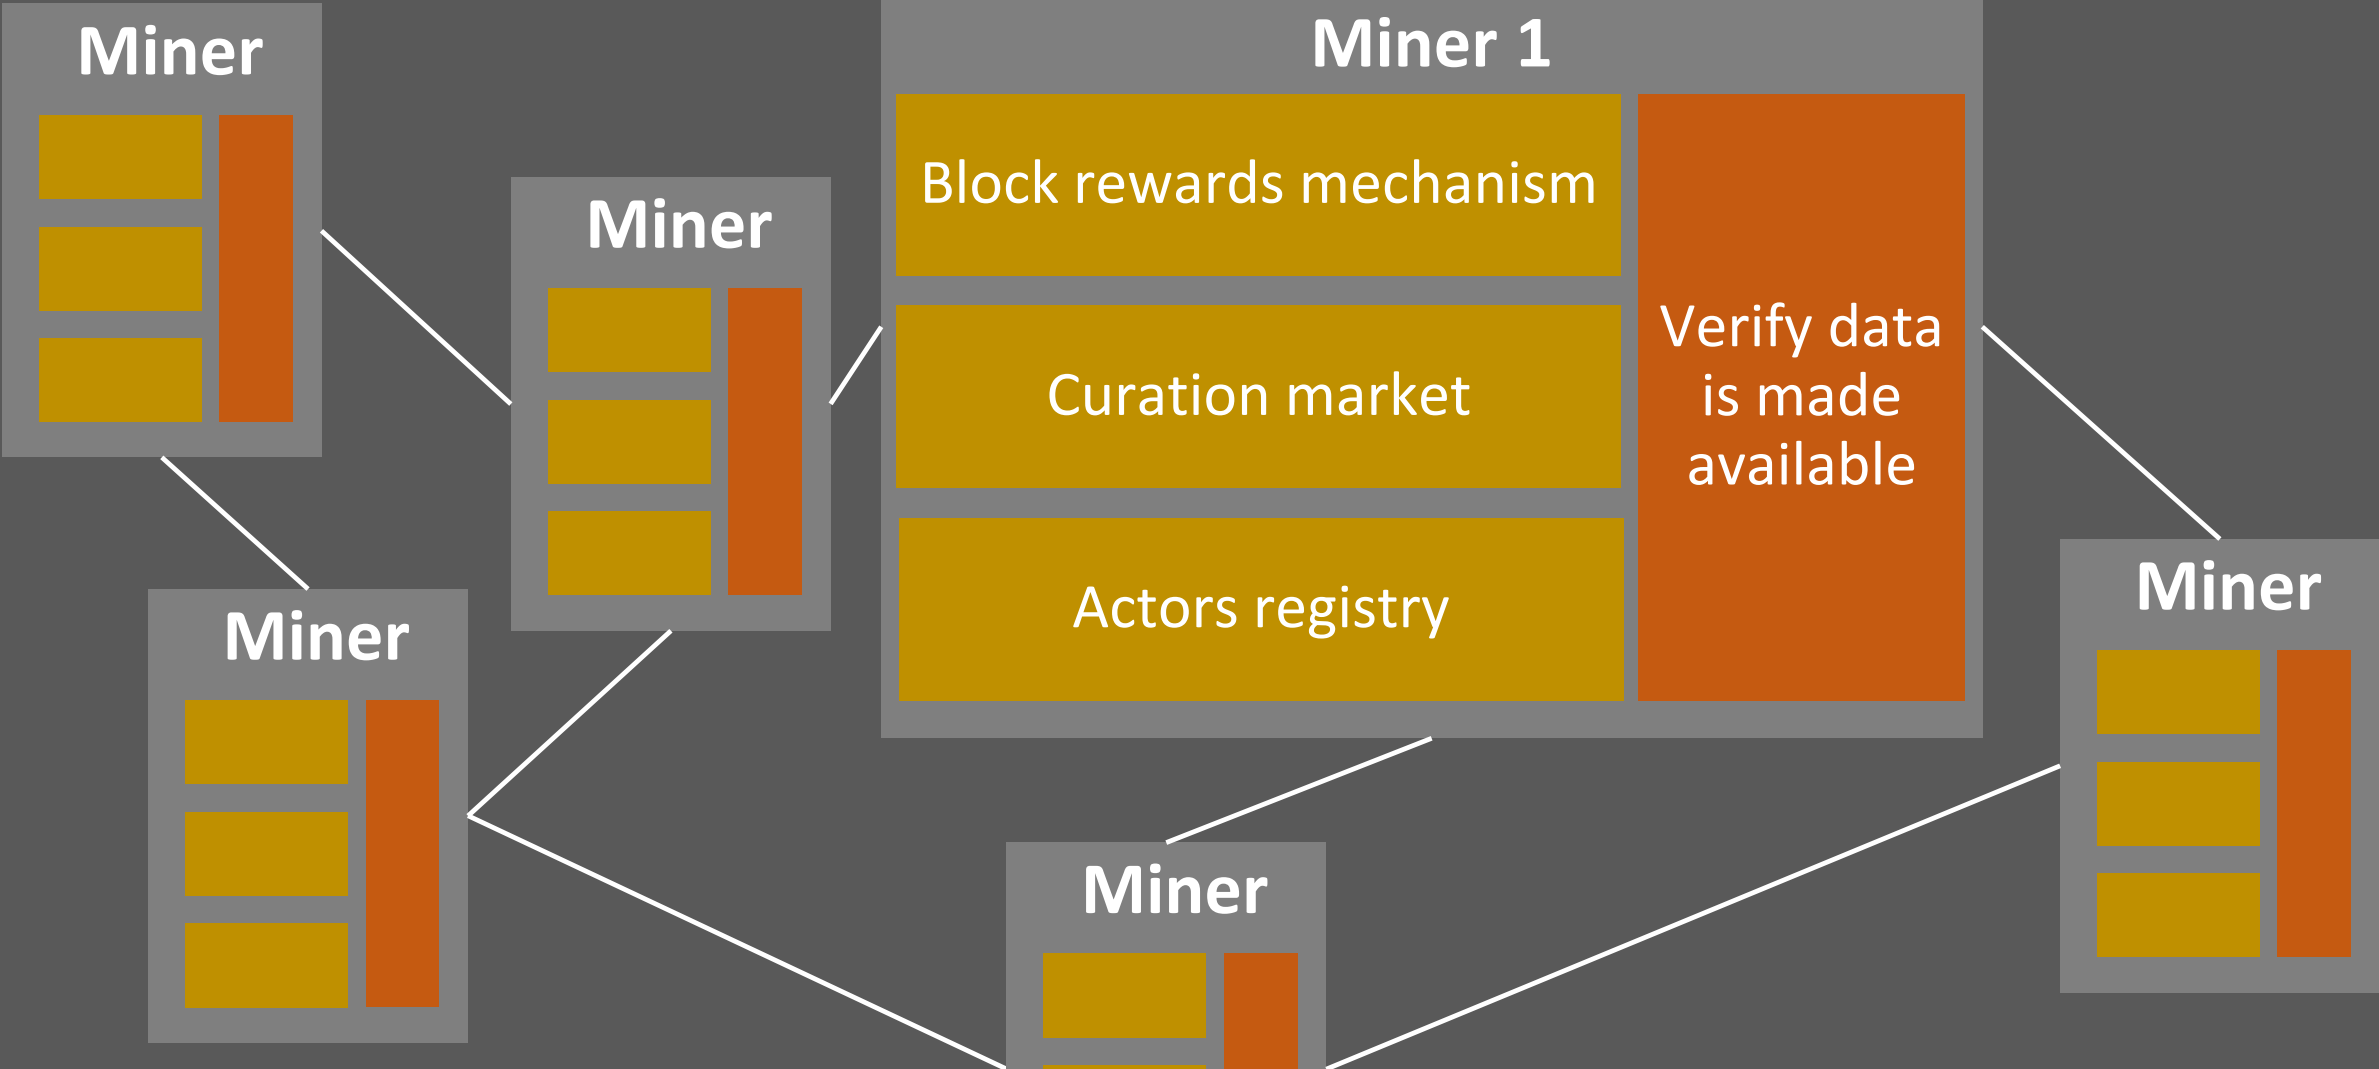 Miner
Miner
Miner 1
Block rewards mechanism
Curation market
Actors registry
Verify data
is made
available
Miner
Miner
Miner